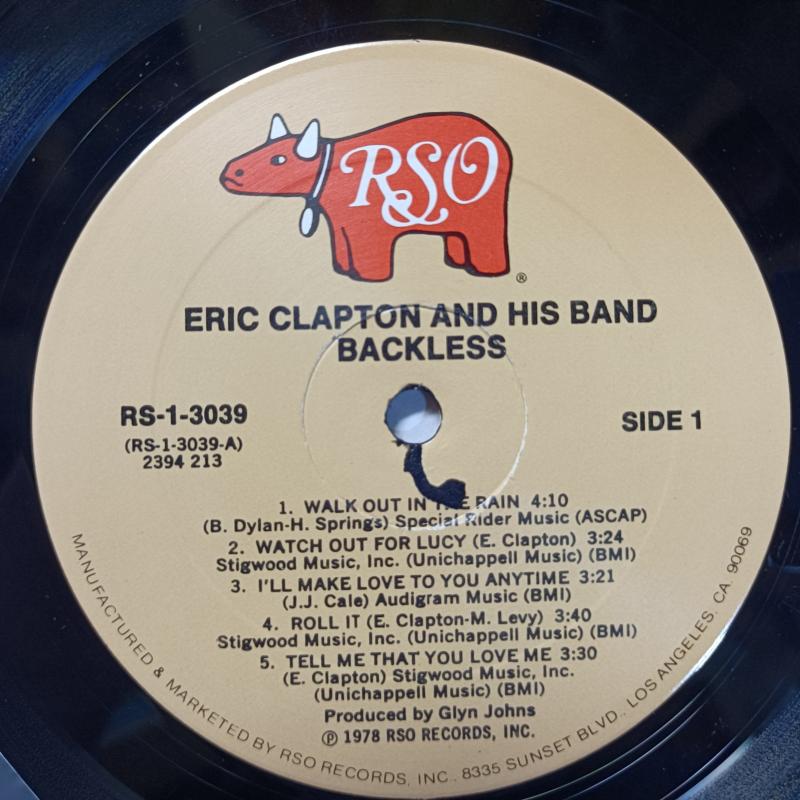 RSO
®
ERIC CLAPTON AND HIS BAND
BACKLESS
RS-1-3039
(RS-1-3039-A)
2394 213
SIDE 1
1. WALK OUT IN THE RAIN 4:10
(B. Dylan-H. Springs) Special Rider Music (ASCAP)
2. WATCH OUT FOR LUCY (E. Clapton) 3:24
Stigwood Music, Inc. (Unichappell Music) (BMI)
3. I'LL MAKE LOVE TO YOU ANYTIME 3:21
(J.J. Cale) Audigram Music (BMI)
4. ROLL IT (E. Clapton-M. Levy) 3:40
Stigwood Music, Inc. (Unichappell Music) (BMI)
5. TELL ME THAT YOU LOVE ME 3:30
(E. Clapton) Stigwood Music, Inc.
(Unichappell Music) (BMI)
Produced by Glyn Johns
℗ 1978 RSO RECORDS, INC.
MANUFACTURED & MARKETED BY RSO RECORDS, INC., 8335 SUNSET BLVD., LOS ANGELES, CA. 90069